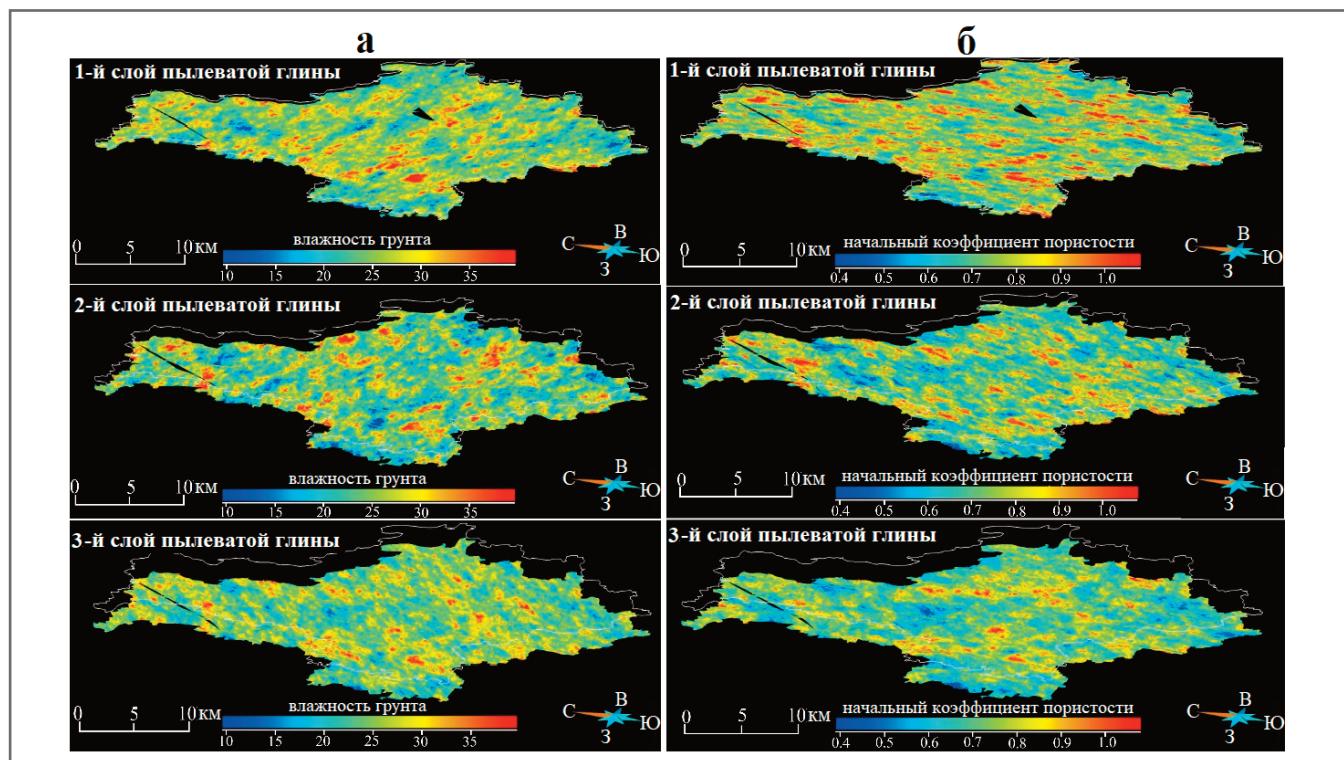 а
1-й слой пылеватой глины
0 5 10 км
влажность грунта
10 15 20 25 30 35
С В Ю З
2-й слой пылеватой глины
0 5 10 км
влажность грунта
10 15 20 25 30 35
С В Ю З
3-й слой пылеватой глины
0 5 10 км
влажность грунта
10 15 20 25 30 35
С В Ю З
б
1-й слой пылеватой глины
0 5 10 км
начальный коэффициент пористости
0.4 0.5 0.6 0.7 0.8 0.9 1.0
С В Ю З
2-й слой пылеватой глины
0 5 10 км
начальный коэффициент пористости
0.4 0.5 0.6 0.7 0.8 0.9 1.0
С В Ю З
3-й слой пылеватой глины
0 5 10 км
начальный коэффициент пористости
0.4 0.5 0.6 0.7 0.8 0.9 1.0
С В Ю З